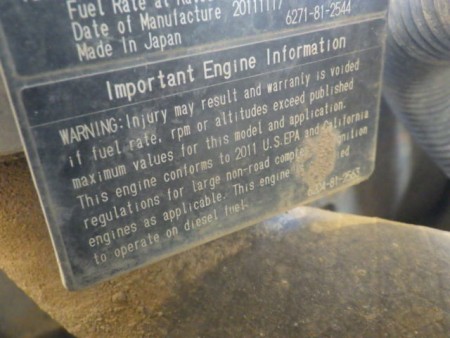 Fuel Rate at
Date of Manufacture 20111117
Made In Japan
6271-81-2544
Important Engine Information
WARNING:Injury may result and warranty is voided
if fuel rate, rpm or altitudes exceed published
maximum values for this model and application.
This engine conforms to 2011 U.S.EPA and California
regulations for large non-road
engines as applicable. This engine
to operate on diesel fuel.